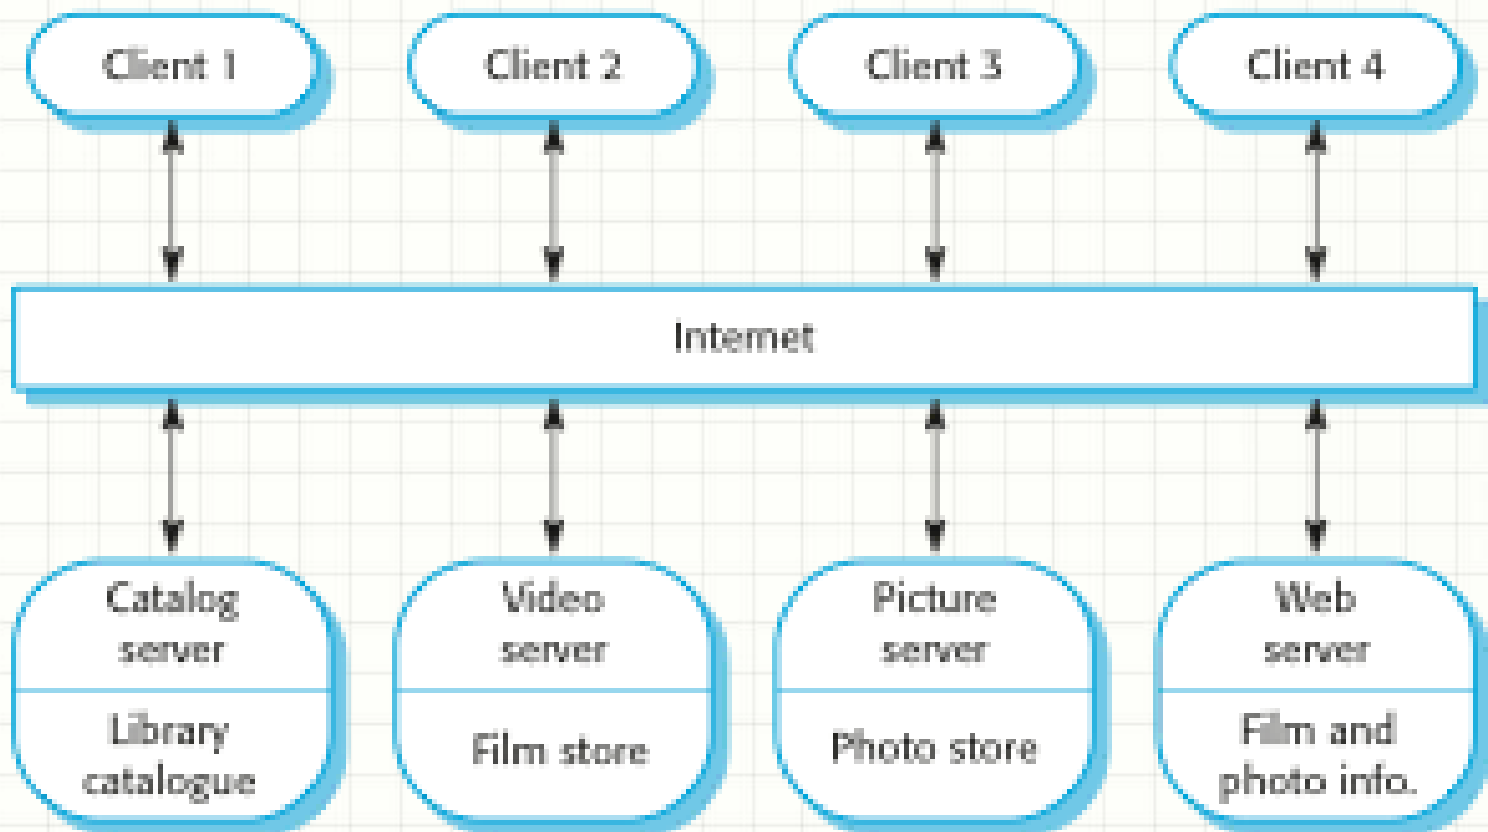 Client 1
Client 2
Client 3
Client 4
Internet
Catalog
server
Library
catalogue
Video
server
Film store
Picture
server
Photo store
Web
server
Film and
photo info.